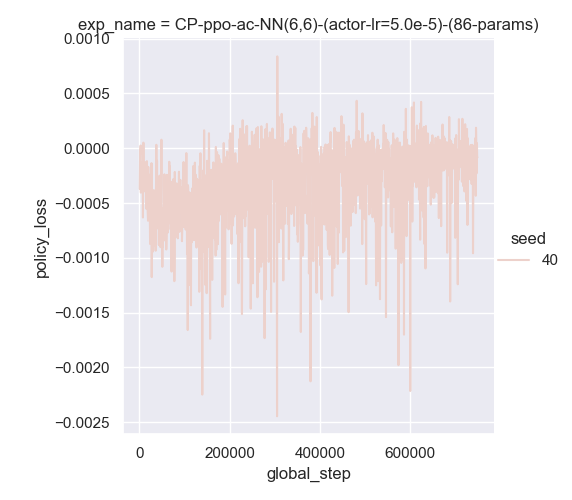 exp_name = CP-ppo-ac-NN(6,6)-(actor-lr=5.0e-5)-(86-params)
0.0010
0.0005
0.0000
−0.0005
−0.0010
−0.0015
−0.0020
−0.0025
policy_loss
0 200000 400000 600000
global_step
seed
40